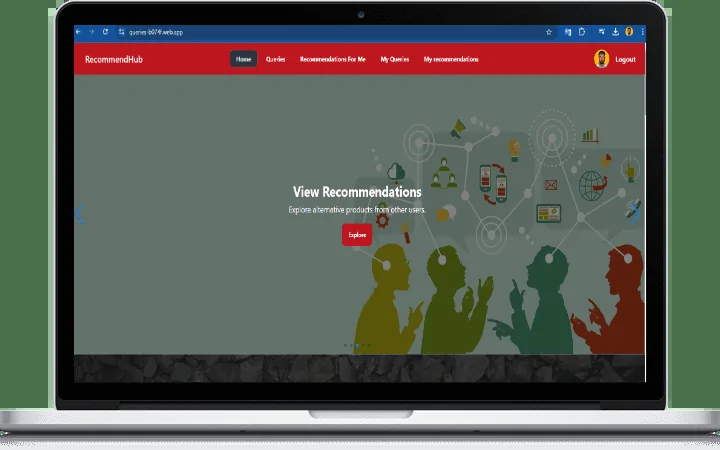 queries-b074f.web.app
RecommendHub
Home Queries Recommendations For Me My Queries My recommendations Logout
View Recommendations
Explore alternative products from other users.
Explore